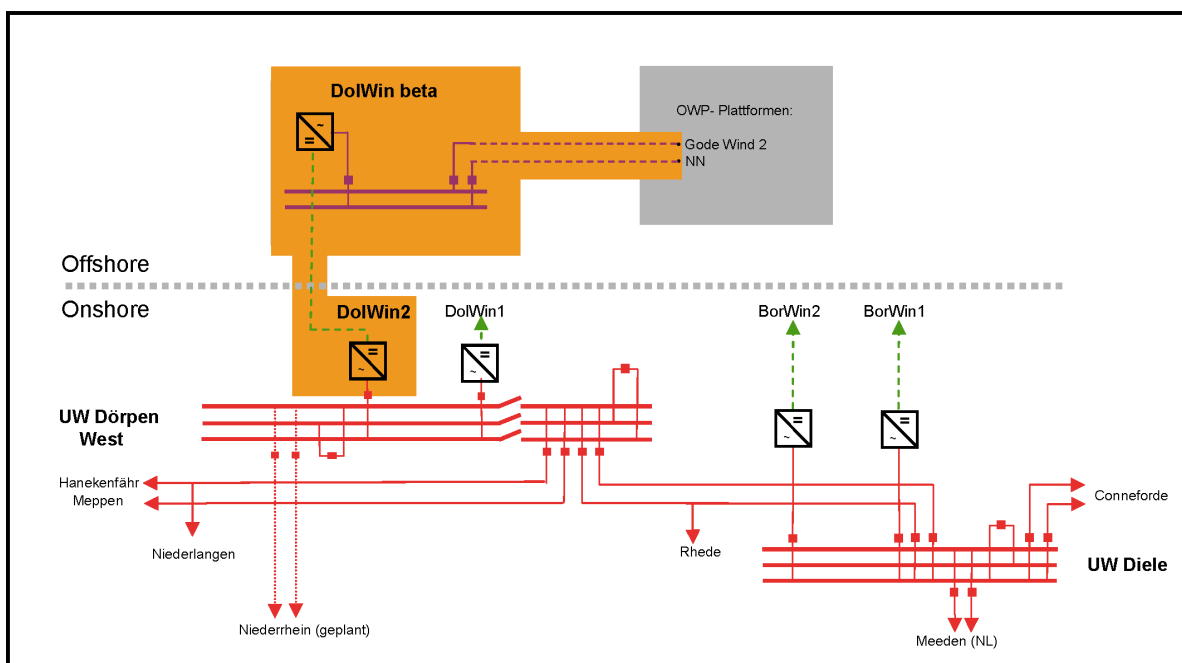 DolWin beta
OWP- Plattformen:
Gode Wind 2
NN
~
=
Offshore
Onshore
DolWin2
DolWin1
BorWin2
BorWin1
=
~
=
~
=
~
=
~
UW Dörpen
West
Hanekenfähr
Meppen
Niederlangen
Rhede
Conneforde
UW Diele
Niederrhein (geplant)
Meeden (NL)